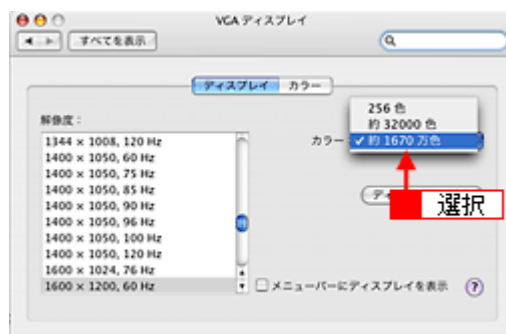 VGA ディスプレイ
すべてを表示
ディスプレイ カラー
解像度：
1344 × 1008, 120 Hz
1400 × 1050, 60 Hz
1400 × 1050, 75 Hz
1400 × 1050, 85 Hz
1400 × 1050, 90 Hz
1400 × 1050, 96 Hz
1400 × 1050, 100 Hz
1400 × 1050, 120 Hz
1600 × 1024, 76 Hz
1600 × 1200, 60 Hz
カラー
256 色
約 32000 色
✓ 約 1670 万色
デ
選択
メニューバーにディスプレイを表示 ?